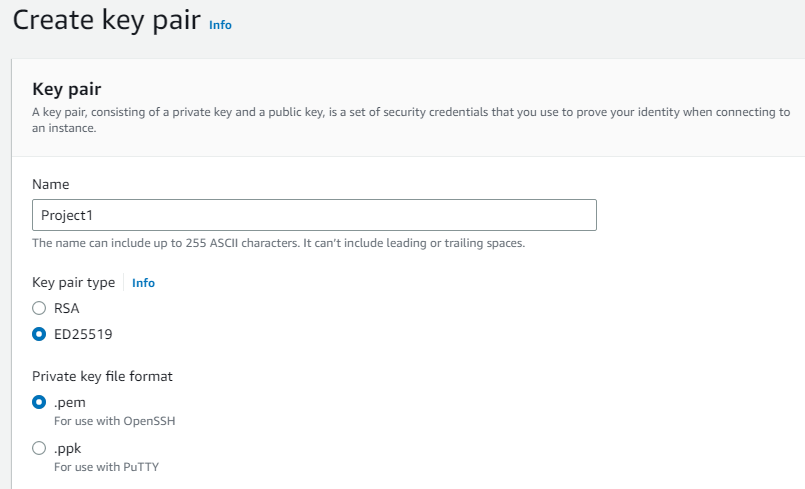 Create key pair Info
Key pair
A key pair, consisting of a private key and a public key, is a set of security credentials that you use to prove your identity when connecting to
an instance.
Name
Project1
The name can include up to 255 ASCII characters. It can't include leading or trailing spaces.
Key pair type Info
RSA
ED25519
Private key file format
.pem
For use with OpenSSH
.ppk
For use with PuTTY